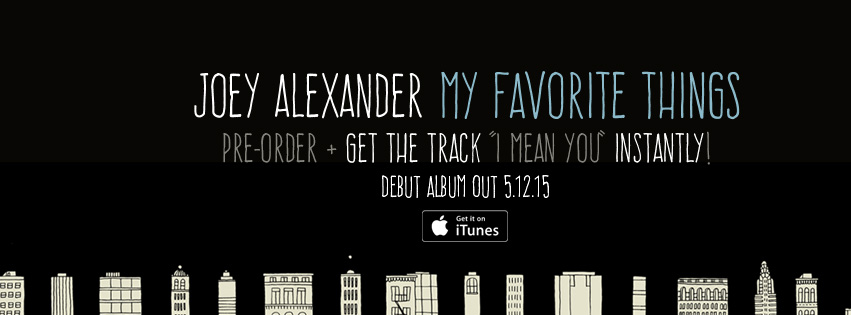 JOEY ALEXANDER MY FAVORITE THINGS
PRE-ORDER + GET THE TRACK "I MEAN YOU" INSTANTLY!
DEBUT ALBUM OUT 5.12.15
Get it on
iTunes